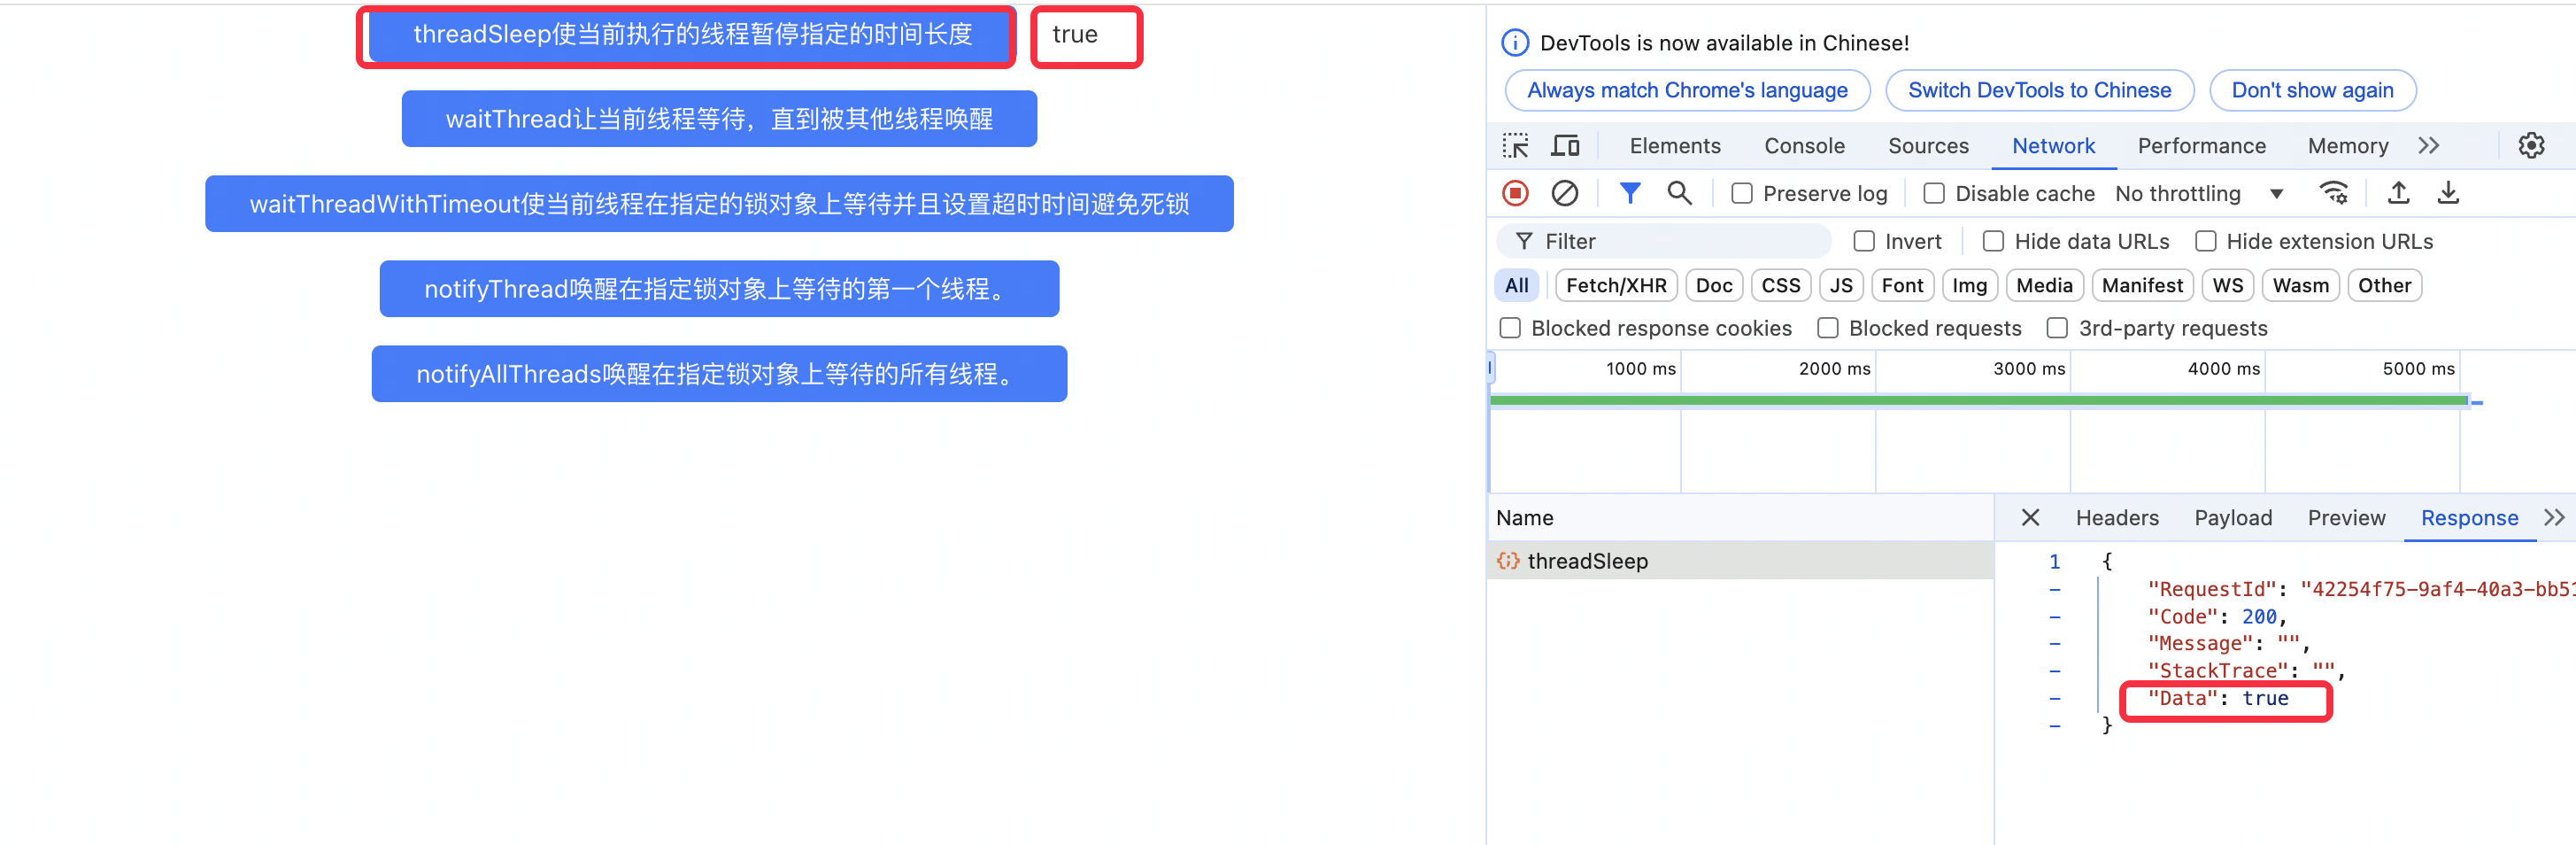 threadSleep使当前执行的线程暂停指定的时间长度 true
waitThread让当前线程等待，直到被其他线程唤醒
waitThreadWithTimeout使当前线程在指定的锁对象上等待并且设置超时时间避免死锁
notifyThread唤醒在指定锁对象上等待的第一个线程。
notifyAllThreads唤醒在指定锁对象上等待的所有线程。
DevTools is now available in Chinese!
Always match Chrome's language Switch DevTools to Chinese Don't show again
Elements Console Sources Network Performance Memory
Preserve log Disable cache No throttling
Filter Invert Hide data URLs Hide extension URLs
All Fetch/XHR Doc CSS JS Font Img Media Manifest WS Wasm Other
Blocked response cookies Blocked requests 3rd-party requests
1000 ms 2000 ms 3000 ms 4000 ms 5000 ms
Name
threadSleep
Headers Payload Preview Response
1 {
- "RequestId": "42254f75-9af4-40a3-bb51
- "Code": 200,
- "Message": "",
- "StackTrace": "",
- "Data": true
- }